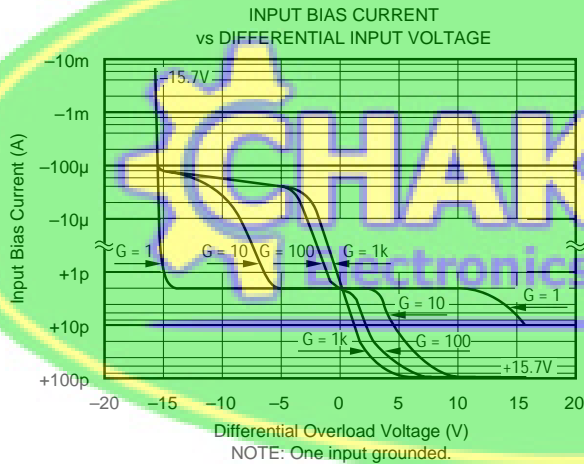 INPUT BIAS CURRENT
vs DIFFERENTIAL INPUT VOLTAGE
Input Bias Current (A)
–10m
–1m
–100µ
–10µ
+1p
+10p
+100p
–15.7V
CHAK
Electronics
G = 1
G = 10
G = 100
G = 1k
G = 10
G = 1
G = 1k
G = 100
+15.7V
–20
–15
–10
–5
0
5
10
15
20
Differential Overload Voltage (V)
NOTE: One input grounded.